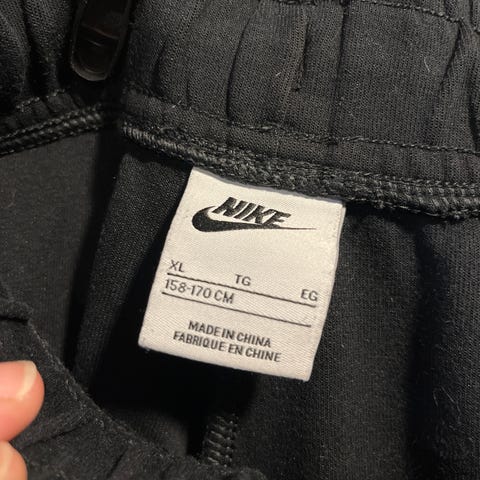 NIKE
XL TG EG
158-170 CM
MADE IN CHINA
FABRIQUE EN CHINE